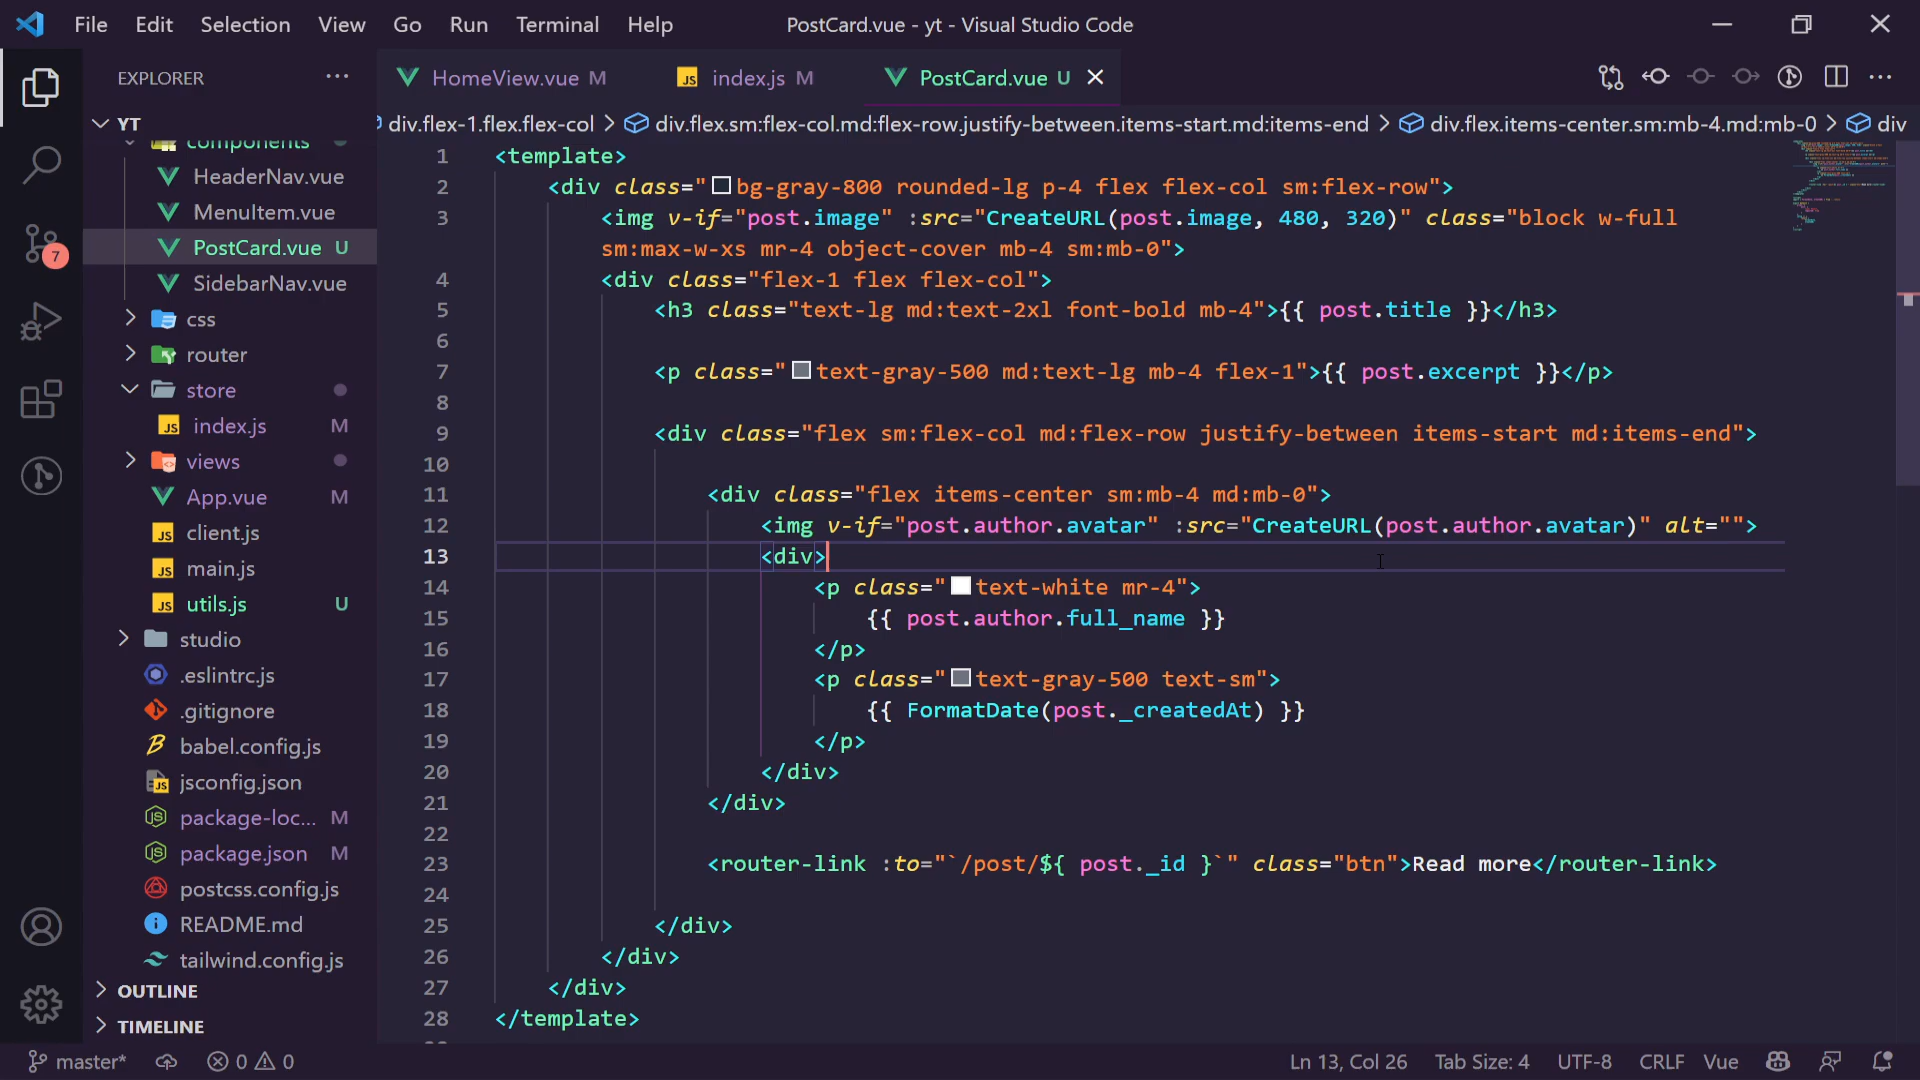 File Edit Selection View Go Run Terminal Help PostCard.vue - yt - Visual Studio Code
EXPLORER
HomeView.vue M
JS index.js M
PostCard.vue U
YT
div.flex-1.flex.flex-col > div.flex.sm:flex-col.md:flex-row.justify-between.items-start.md:items-end > div.flex.items-center.sm:mb-4.md:mb-0 > div
components
HeaderNav.vue
MenuItem.vue
PostCard.vue U
SidebarNav.vue
css
router
store
JS index.js M
views
App.vue M
JS client.js
JS main.js
JS utils.js U
studio
.eslintrc.js
.gitignore
babel.config.js
JS jsconfig.json
package-loc... M
package.json M
postcss.config.js
README.md
tailwind.config.js
OUTLINE
TIMELINE
7
1 <template>
2 <div class="bg-gray-800 rounded-lg p-4 flex flex-col sm:flex-row">
3 <img v-if="post.image" :src="CreateURL(post.image, 480, 320)" class="block w-full
sm:max-w-xs mr-4 object-cover mb-4 sm:mb-0">
4 <div class="flex-1 flex flex-col">
5 <h3 class="text-lg md:text-2xl font-bold mb-4">{{ post.title }}</h3>
6
7 <p class="text-gray-500 md:text-lg mb-4 flex-1">{{ post.excerpt }}</p>
8
9 <div class="flex sm:flex-col md:flex-row justify-between items-start md:items-end">
10
11 <div class="flex items-center sm:mb-4 md:mb-0">
12 <img v-if="post.author.avatar" :src="CreateURL(post.author.avatar)" alt="">
13 <div>
14 <p class="text-white mr-4">
15 {{ post.author.full_name }}
16 </p>
17 <p class="text-gray-500 text-sm">
18 {{ FormatDate(post._createdAt) }}
19 </p>
20 </div>
21 </div>
22
23 <router-link :to="`/post/${ post._id }`" class="btn">Read more</router-link>
24
25 </div>
26 </div>
27 </div>
28 </template>
master* 0 0 Ln 13, Col 26 Tab Size: 4 UTF-8 CRLF Vue